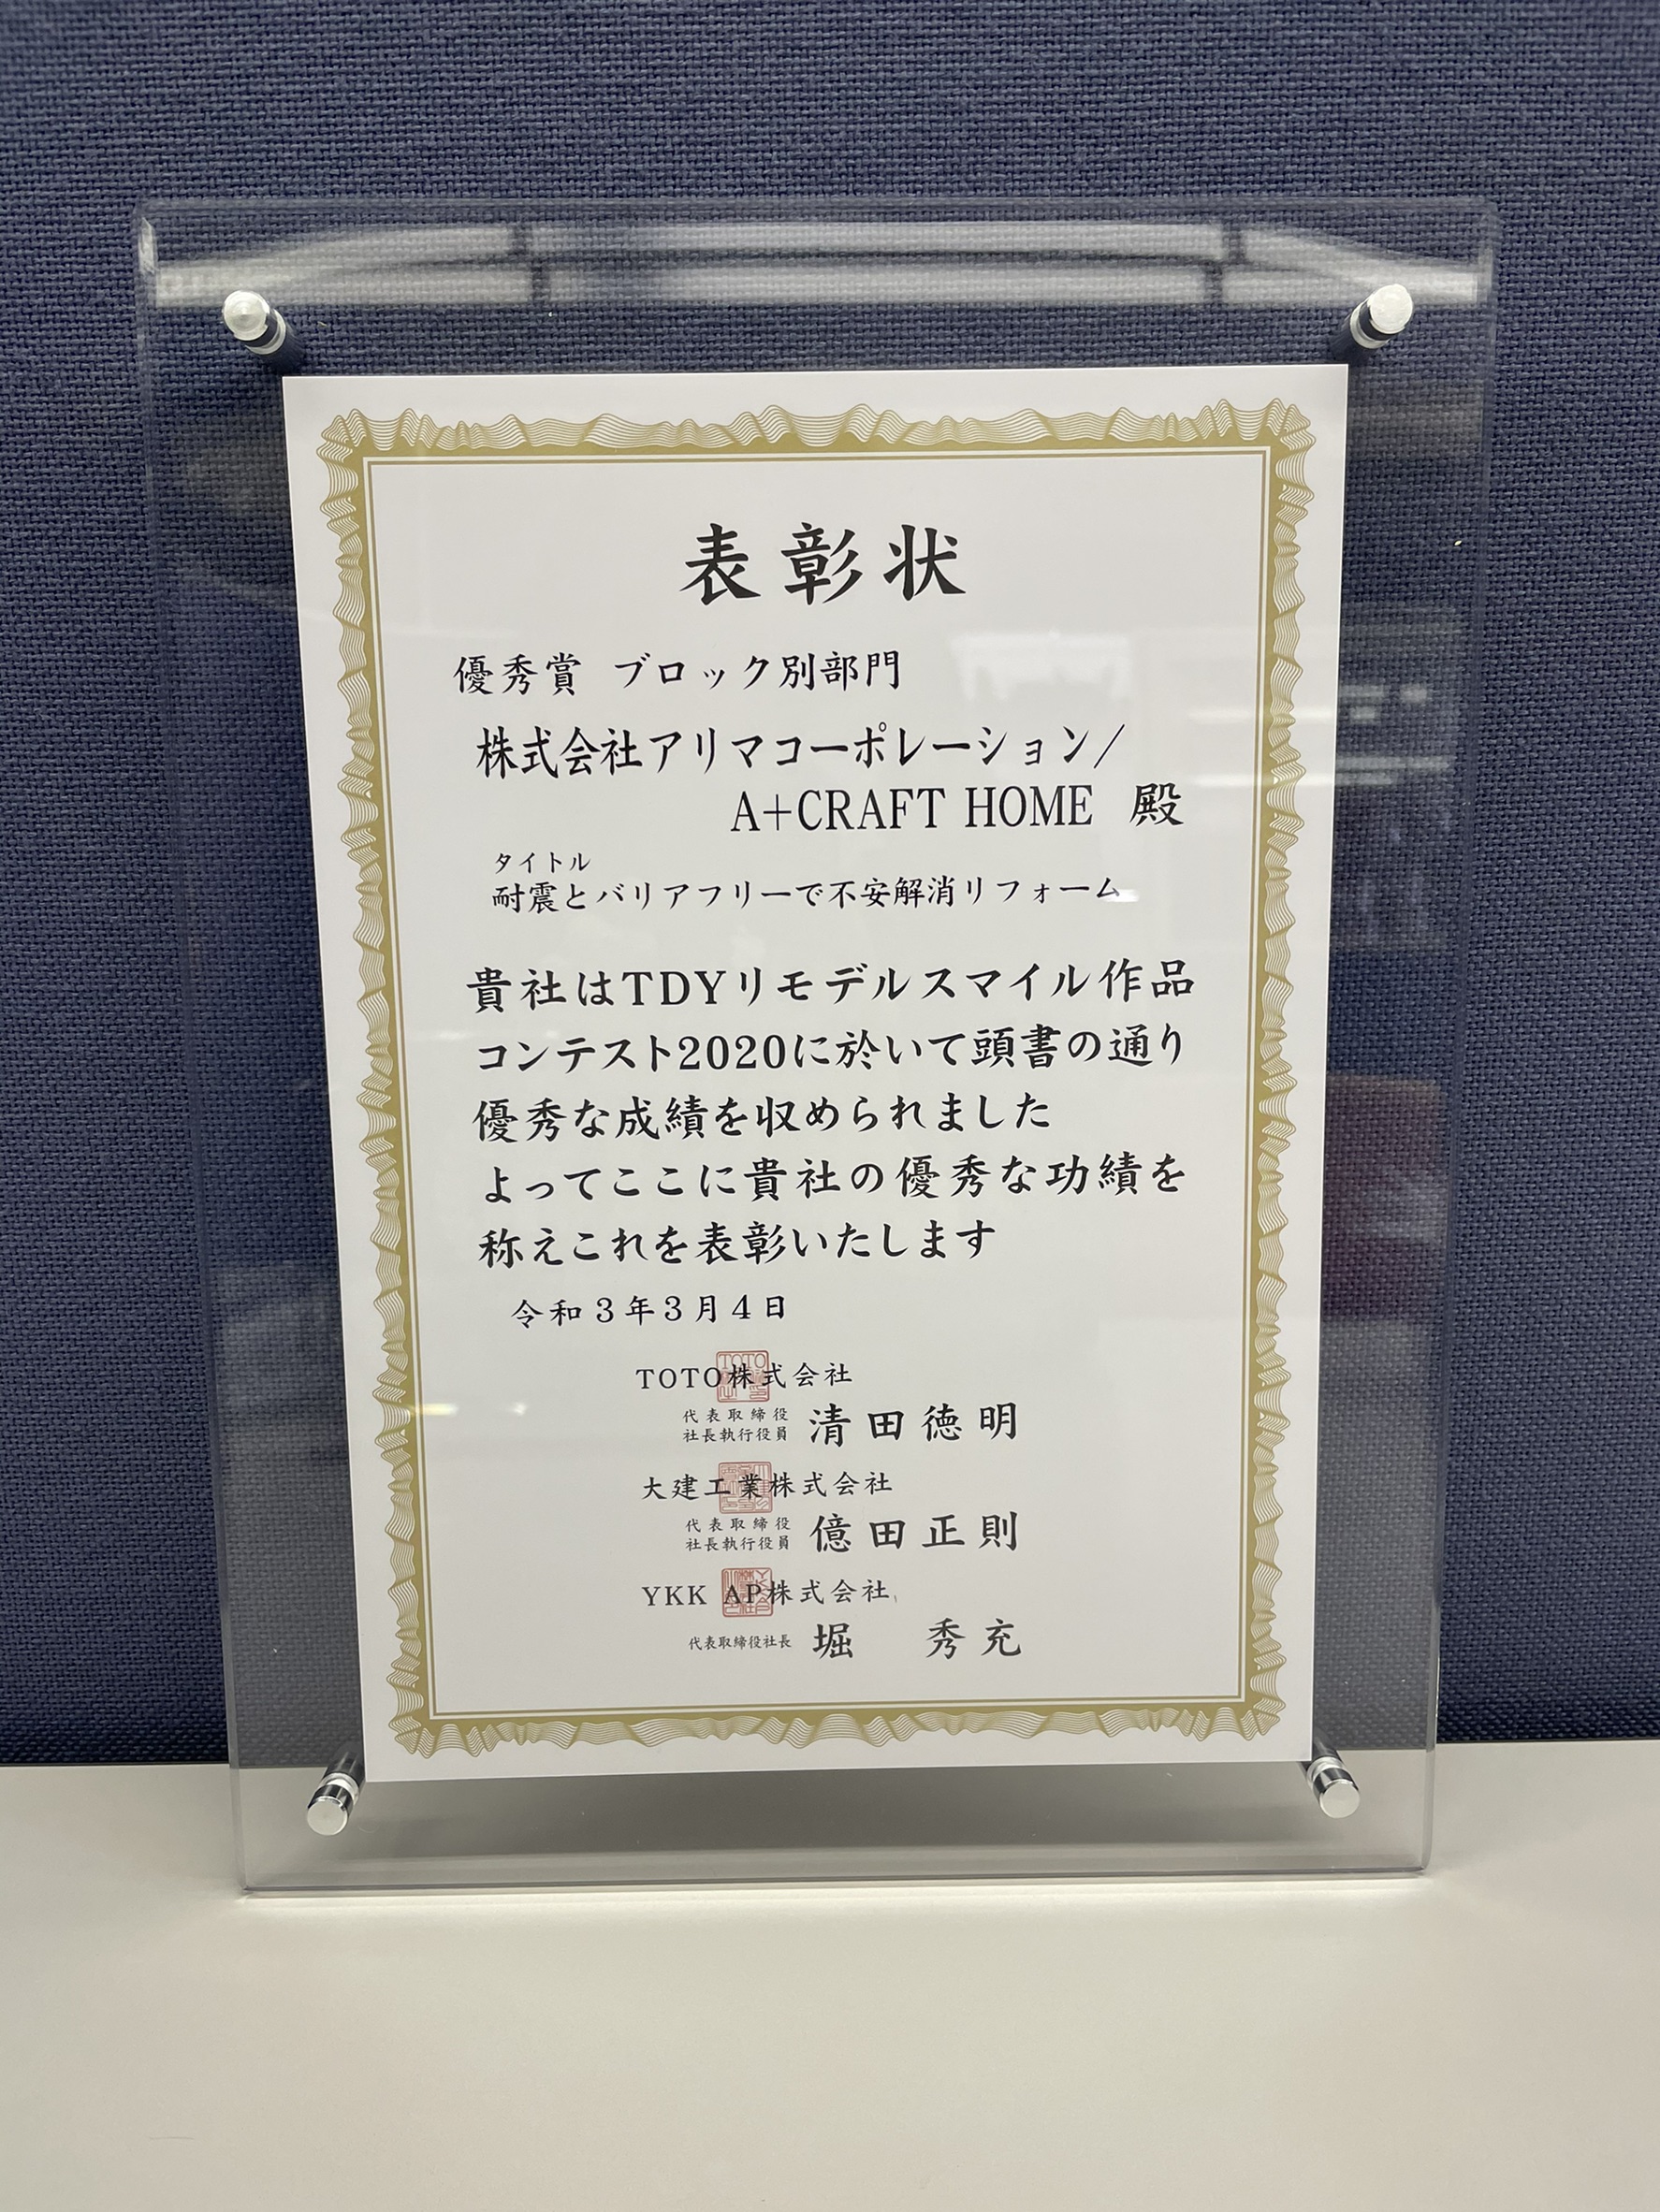 表彰状
優秀賞 ブロック別部門
株式会社アリマコーポレーション/
A+CRAFT HOME 殿
タイトル
耐震とバリアフリーで不安解消リフォーム
貴社はTDYリモデルスマイル作品
コンテスト2020に於いて頭書の通り
優秀な成績を収められました
よってここに貴社の優秀な功績を
称えこれを表彰いたします
令和3年3月4日
TOTO株式会社
代表取締役
社長執行役員 清田徳明
大建工業株式会社
代表取締役
社長執行役員 億田正則
YKK AP株式会社
代表取締役社長 堀 秀充